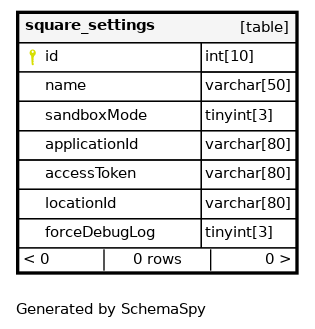 square_settings [table]
id int[10]
name varchar[50]
sandboxMode tinyint[3]
applicationId varchar[80]
accessToken varchar[80]
locationId varchar[80]
forceDebugLog tinyint[3]
< 0 0 rows 0 >
Generated by SchemaSpy